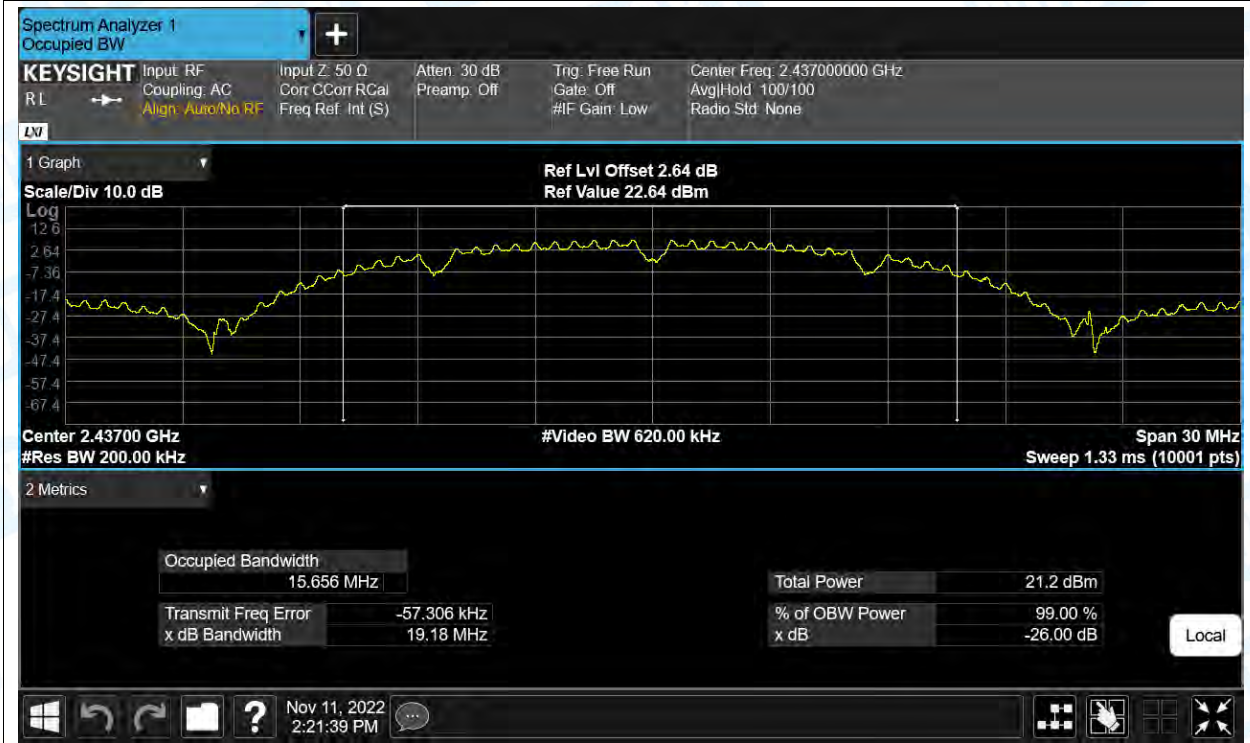 Spectrum Analyzer 1
Occupied BW
KEYSIGHT Input: RF Input Z: 50 Ω Atten: 30 dB Trig: Free Run Center Freq: 2.437000000 GHz
RL Coupling: AC Corr CCorr RCal Preamp: Off Gate: Off Avg|Hold: 100/100
Align: Auto/No RF Freq Ref: Int (S) #IF Gain: Low Radio Std: None
LXI
1 Graph
Ref Lvl Offset 2.64 dB
Scale/Div 10.0 dB Ref Value 22.64 dBm
Log
12.6
2.64
-7.36
-17.4
-27.4
-37.4
-47.4
-57.4
-67.4
Center 2.43700 GHz #Video BW 620.00 kHz Span 30 MHz
#Res BW 200.00 kHz Sweep 1.33 ms (10001 pts)
2 Metrics
Occupied Bandwidth
15.656 MHz Total Power 21.2 dBm
Transmit Freq Error -57.306 kHz % of OBW Power 99.00 %
x dB Bandwidth 19.18 MHz x dB -26.00 dB
Local
? Nov 11, 2022
2:21:39 PM